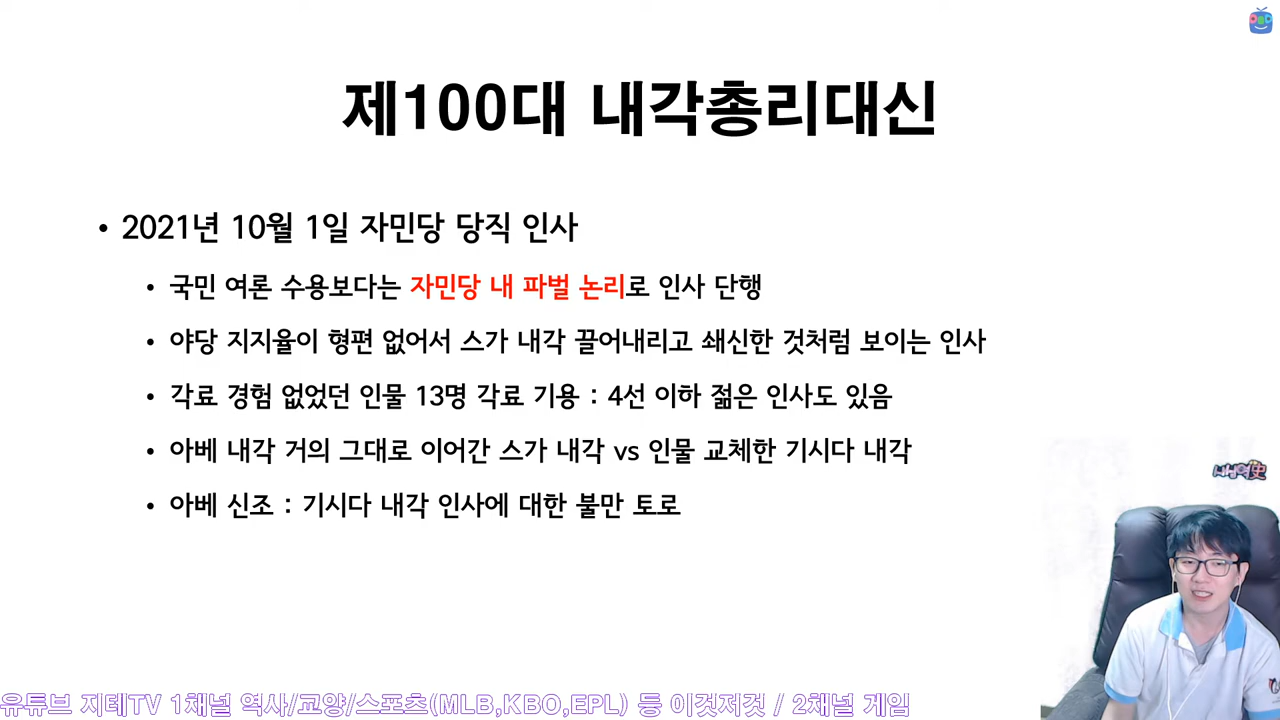 제100대 내각총리대신
• 2021년 10월 1일 자민당 당직 인사
• 국민 여론 수용보다는 자민당 내 파벌 논리로 인사 단행
• 야당 지지율이 형편 없어서 스가 내각 끌어내리고 쇄신한 것처럼 보이는 인사
• 각료 경험 없었던 인물 13명 각료 기용 : 4선 이하 젊은 인사도 있음
• 아베 내각 거의 그대로 이어간 스가 내각 vs 인물 교체한 기시다 내각
• 아베 신조 : 기시다 내각 인사에 대한 불만 토로
유튜브 지테TV 1채널 역사/교양/스포츠(MLB,KBO,EPL) 등 이것저것 / 2채널 게임